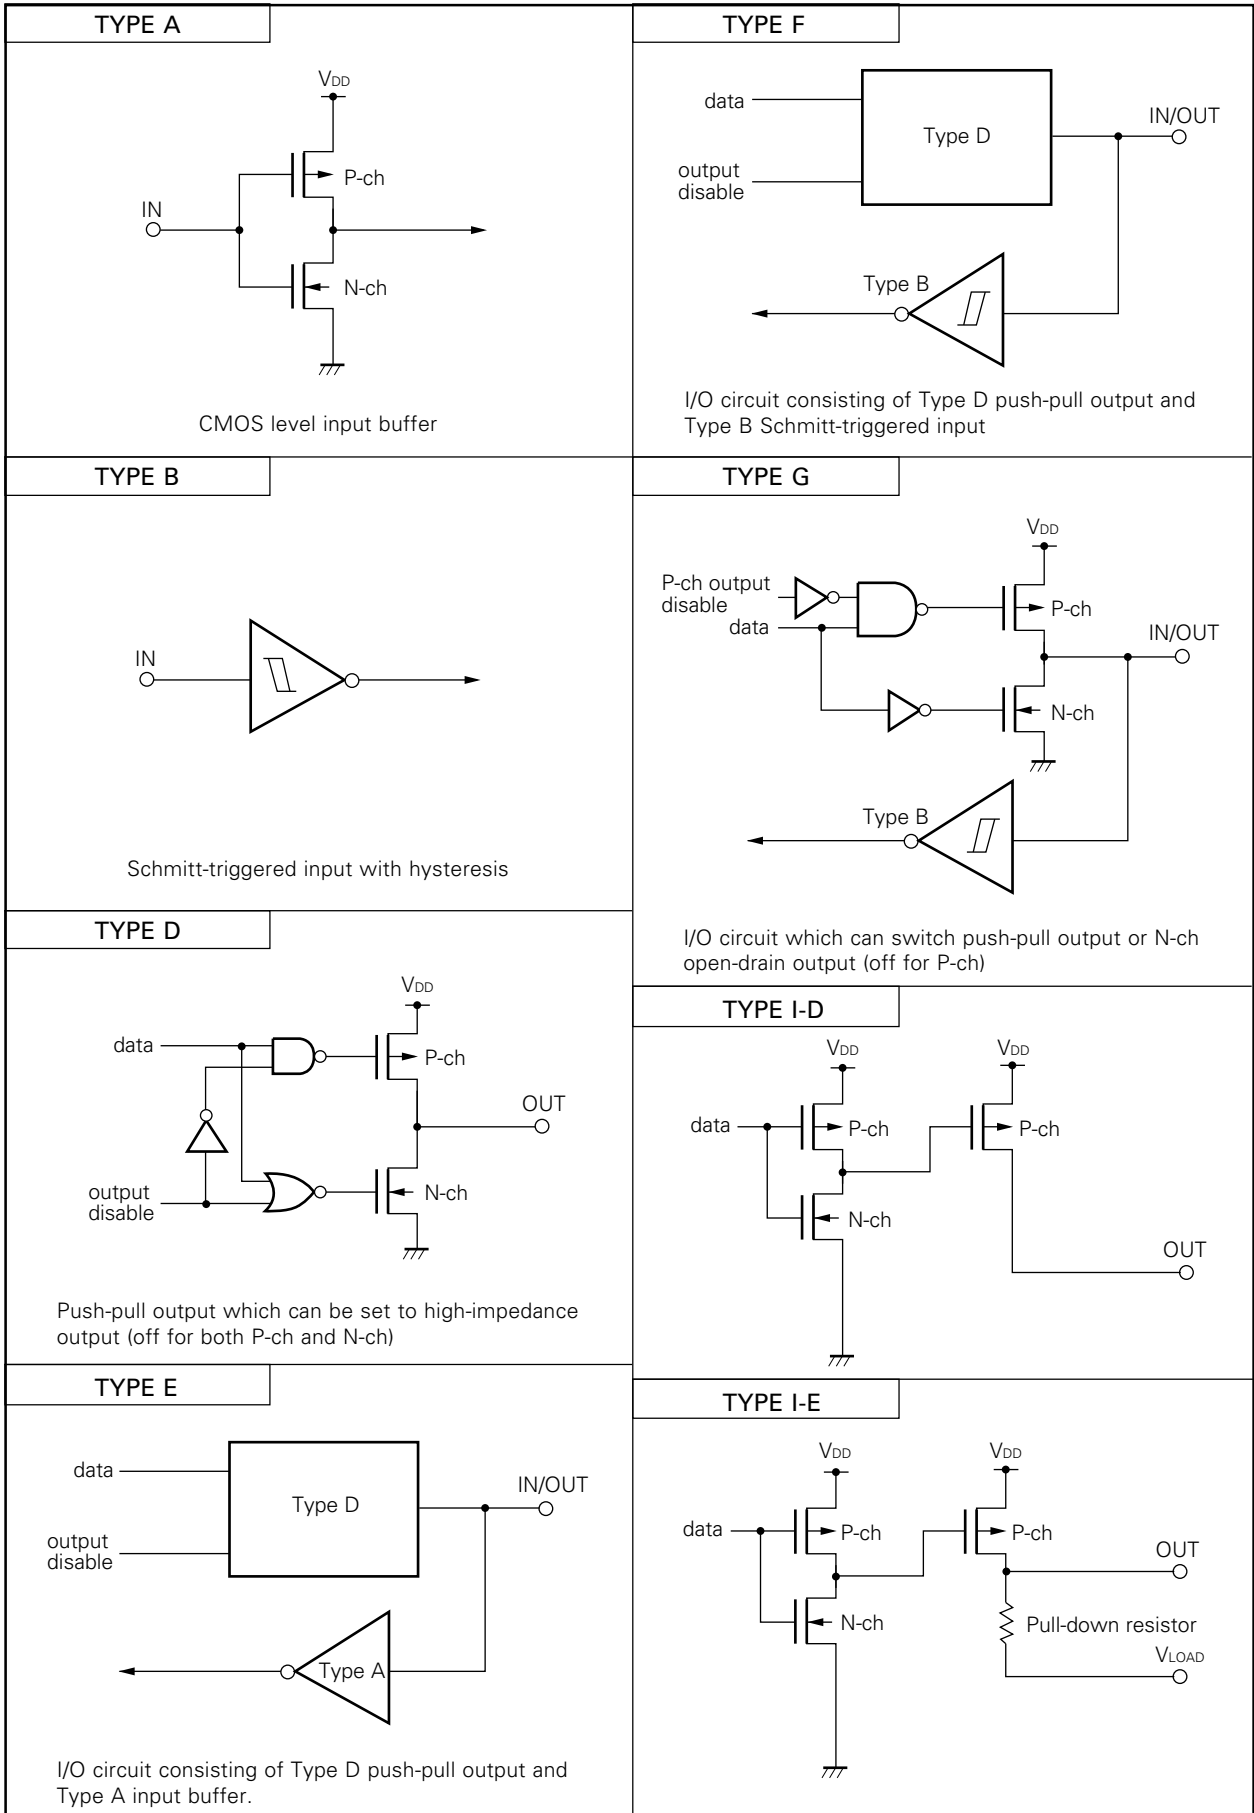 TYPE A
VDD
P-ch
IN
N-ch
CMOS level input buffer
TYPE B
IN
Schmitt-triggered input with hysteresis
TYPE D
VDD
data
P-ch
OUT
output
disable
N-ch
Push-pull output which can be set to high-impedance
output (off for both P-ch and N-ch)
TYPE E
data
Type D
IN/OUT
output
disable
Type A
I/O circuit consisting of Type D push-pull output and
Type A input buffer.
TYPE F
data
IN/OUT
Type D
output
disable
Type B
I/O circuit consisting of Type D push-pull output and
Type B Schmitt-triggered input
TYPE G
VDD
P-ch output
disable
P-ch
data
IN/OUT
N-ch
Type B
I/O circuit which can switch push-pull output or N-ch
open-drain output (off for P-ch)
TYPE I-D
VDD
VDD
data
P-ch
P-ch
N-ch
OUT
TYPE I-E
VDD
VDD
data
P-ch
P-ch
OUT
N-ch
Pull-down resistor
VLOAD